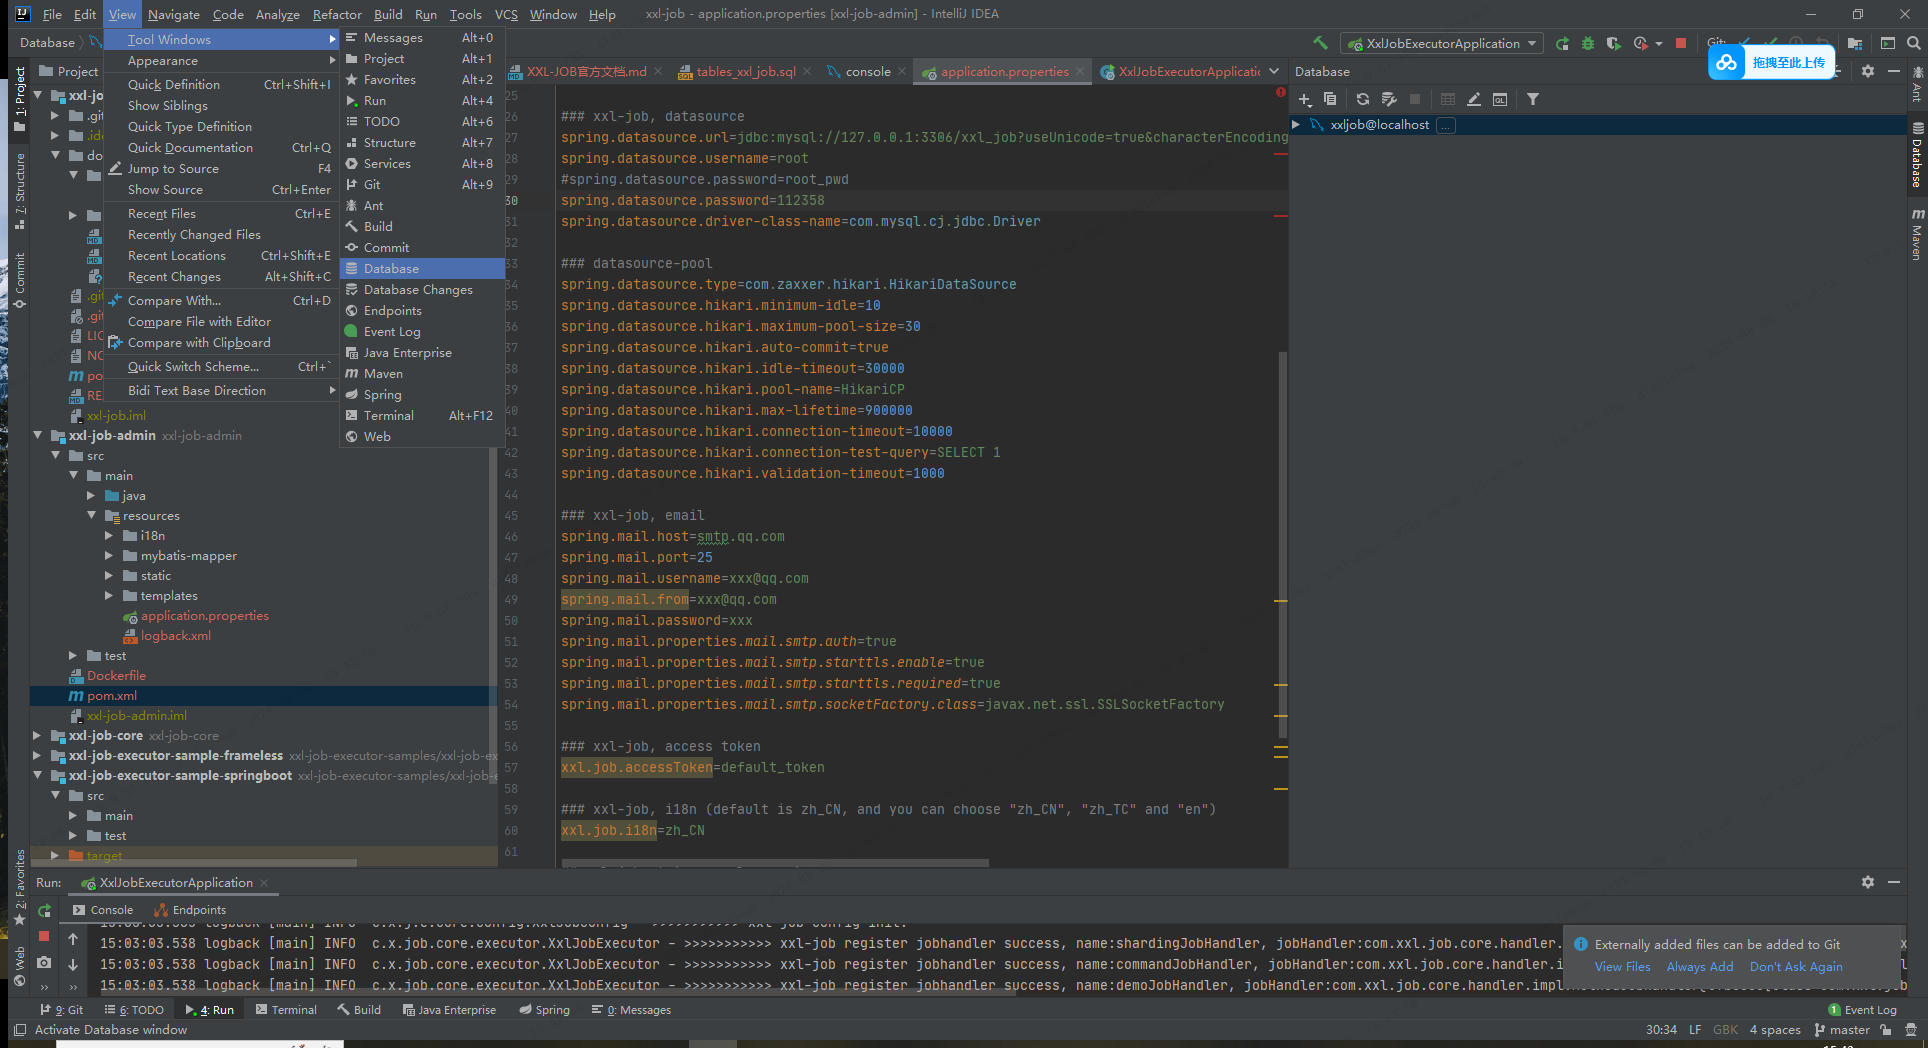 File Edit View Navigate Code Analyze Refactor Build Run Tools VCS Window Help xxl-job - application.properties [xxl-job-admin] - IntelliJ IDEA
Database
XxlJobExecutorApplication
Git:
拖拽至此上传
Tool Windows
Appearance
Quick Definition Ctrl+Shift+I
Show Siblings
Quick Type Definition
Quick Documentation Ctrl+Q
Jump to Source F4
Show Source Ctrl+Enter
Recent Files Ctrl+E
Recently Changed Files
Recent Locations Ctrl+Shift+E
Recent Changes Alt+Shift+C
Compare With... Ctrl+D
Compare File with Editor
Compare with Clipboard
Quick Switch Scheme... Ctrl+`
Bidi Text Base Direction
Messages Alt+0
Project Alt+1
Favorites Alt+2
Run Alt+4
TODO Alt+6
Structure Alt+7
Services Alt+8
Git Alt+9
Ant
Build
Commit
Database
Database Changes
Endpoints
Event Log
Java Enterprise
Maven
Spring
Terminal Alt+F12
Web
1: Project
7: Structure
Commit
2: Favorites
Web
Project
xxl-jo
.gi
.ide
do
.git
.gi
LIC
NO
po
RE
xxl-job.iml
xxl-job-admin xxl-job-admin
src
main
java
resources
i18n
mybatis-mapper
static
templates
application.properties
logback.xml
test
Dockerfile
pom.xml
xxl-job-admin.iml
xxl-job-core xxl-job-core
xxl-job-executor-sample-frameless xxl-job-executor-samples/xxl-job-ex
xxl-job-executor-sample-springboot xxl-job-executor-samples/xxl-job-e
src
main
test
target
XXL-JOB官方文档.md
tables_xxl_job.sql
console
application.properties
XxlJobExecutorApplicatio
25
26 ### xxl-job, datasource
27 spring.datasource.url=jdbc:mysql://127.0.0.1:3306/xxl_job?useUnicode=true&characterEncoding
28 spring.datasource.username=root
29 #spring.datasource.password=root_pwd
30 spring.datasource.password=112358
31 spring.datasource.driver-class-name=com.mysql.cj.jdbc.Driver
32
33 ### datasource-pool
34 spring.datasource.type=com.zaxxer.hikari.HikariDataSource
35 spring.datasource.hikari.minimum-idle=10
36 spring.datasource.hikari.maximum-pool-size=30
37 spring.datasource.hikari.auto-commit=true
38 spring.datasource.hikari.idle-timeout=30000
39 spring.datasource.hikari.pool-name=HikariCP
40 spring.datasource.hikari.max-lifetime=900000
41 spring.datasource.hikari.connection-timeout=10000
42 spring.datasource.hikari.connection-test-query=SELECT 1
43 spring.datasource.hikari.validation-timeout=1000
44
45 ### xxl-job, email
46 spring.mail.host=smtp.qq.com
47 spring.mail.port=25
48 spring.mail.username=xxx@qq.com
49 spring.mail.from=xxx@qq.com
50 spring.mail.password=xxx
51 spring.mail.properties.mail.smtp.auth=true
52 spring.mail.properties.mail.smtp.starttls.enable=true
53 spring.mail.properties.mail.smtp.starttls.required=true
54 spring.mail.properties.mail.smtp.socketFactory.class=javax.net.ssl.SSLSocketFactory
55
56 ### xxl-job, access token
57 xxl.job.accessToken=default_token
58
59 ### xxl-job, i18n (default is zh_CN, and you can choose "zh_CN", "zh_TC" and "en")
60 xxl.job.i18n=zh_CN
61
Database
xxljob@localhost ...
Ant
Database
Maven
Run: XxlJobExecutorApplication
Console Endpoints
15:03:03.538 logback [main] INFO c.x.job.core.executor.XxlJobExecutor - >>>>>>>>>>> xxl-job register jobhandler success, name:shardingJobHandler, jobHandler:com.xxl.job.core.handler.
15:03:03.538 logback [main] INFO c.x.job.core.executor.XxlJobExecutor - >>>>>>>>>>> xxl-job register jobhandler success, name:commandJobHandler, jobHandler:com.xxl.job.core.handler.i
15:03:03.538 logback [main] INFO c.x.job.core.executor.XxlJobExecutor - >>>>>>>>>>> xxl-job register jobhandler success, name:demoJobHandler, jobHandler:com.xxl.job.core.handler.impl
Externally added files can be added to Git
View Files Always Add Don't Ask Again
9: Git 6: TODO 4: Run Terminal Build Java Enterprise Spring 0: Messages 1 Event Log
Activate Database window 30:34 LF GBK 4 spaces master